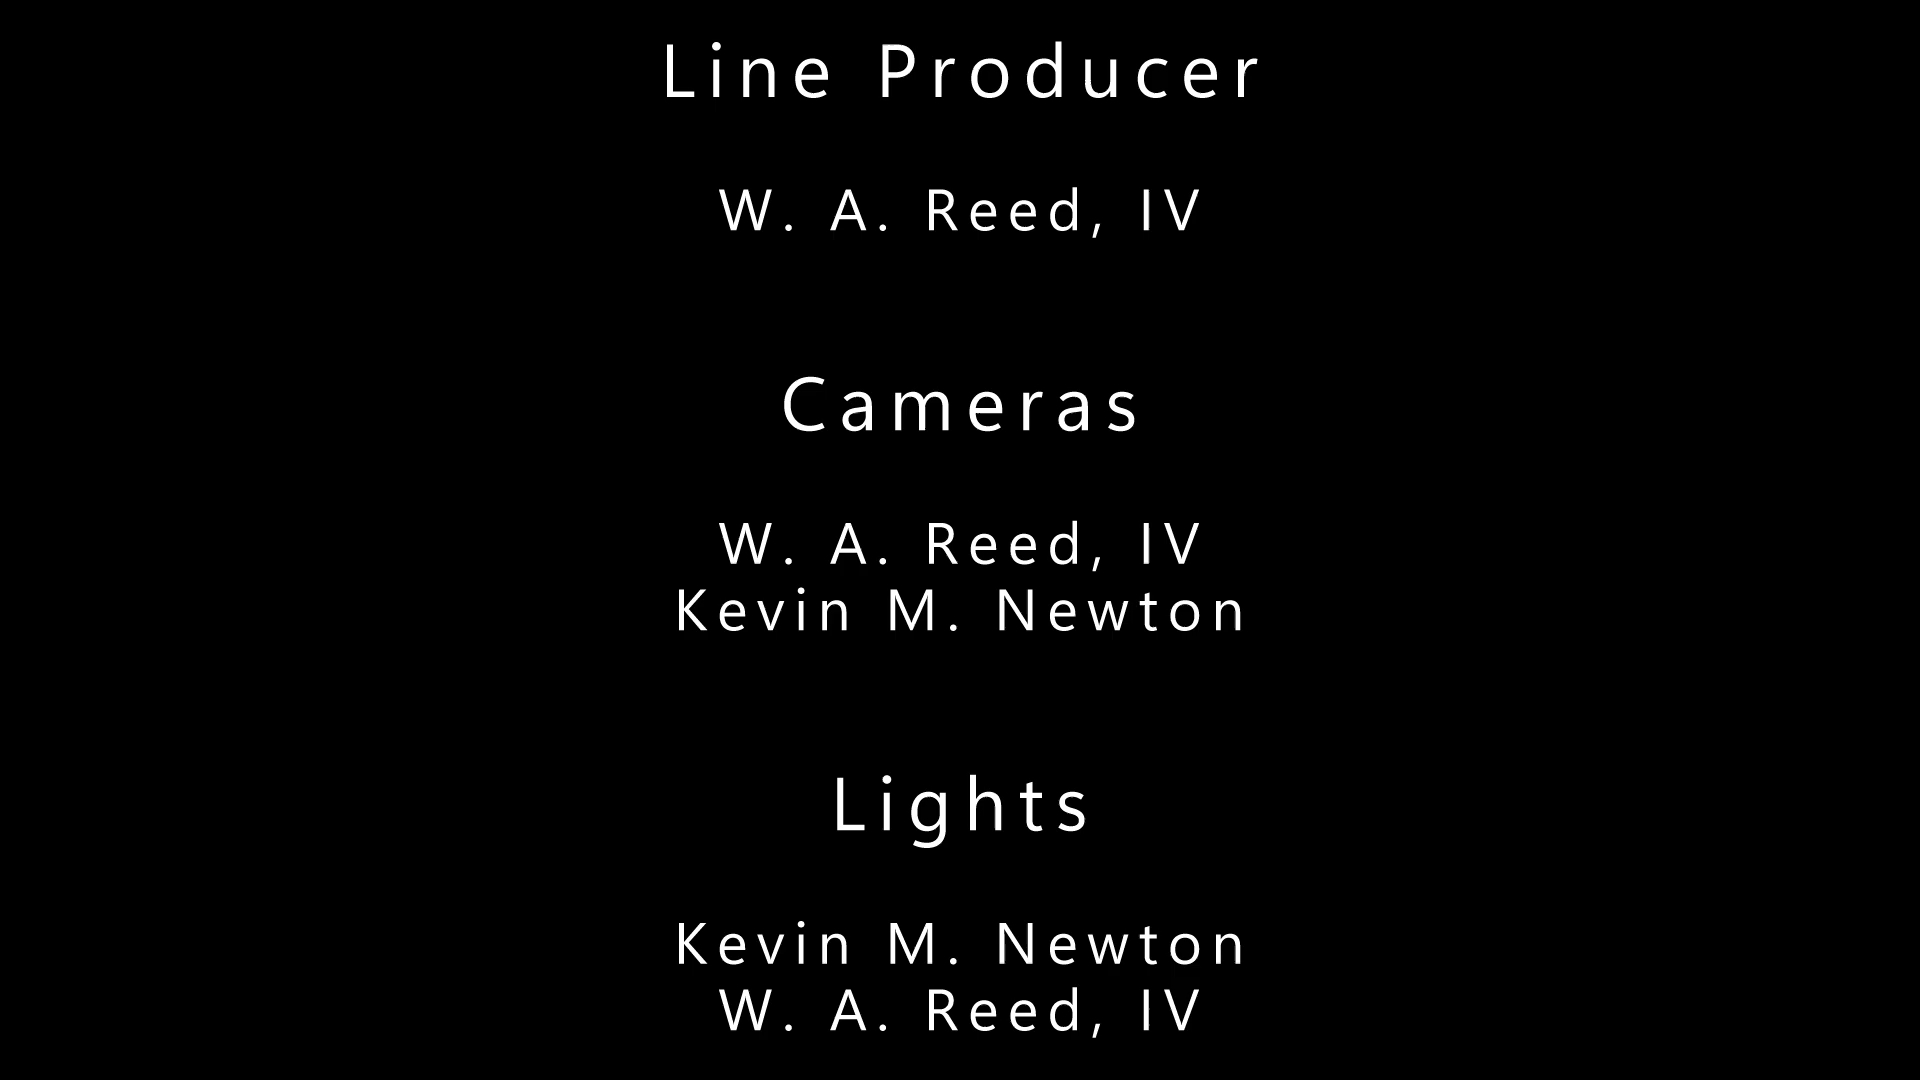 Line Producer
W. A. Reed, IV
Cameras
W. A. Reed, IV
Kevin M. Newton
Lights
Kevin M. Newton
W. A. Reed, IV